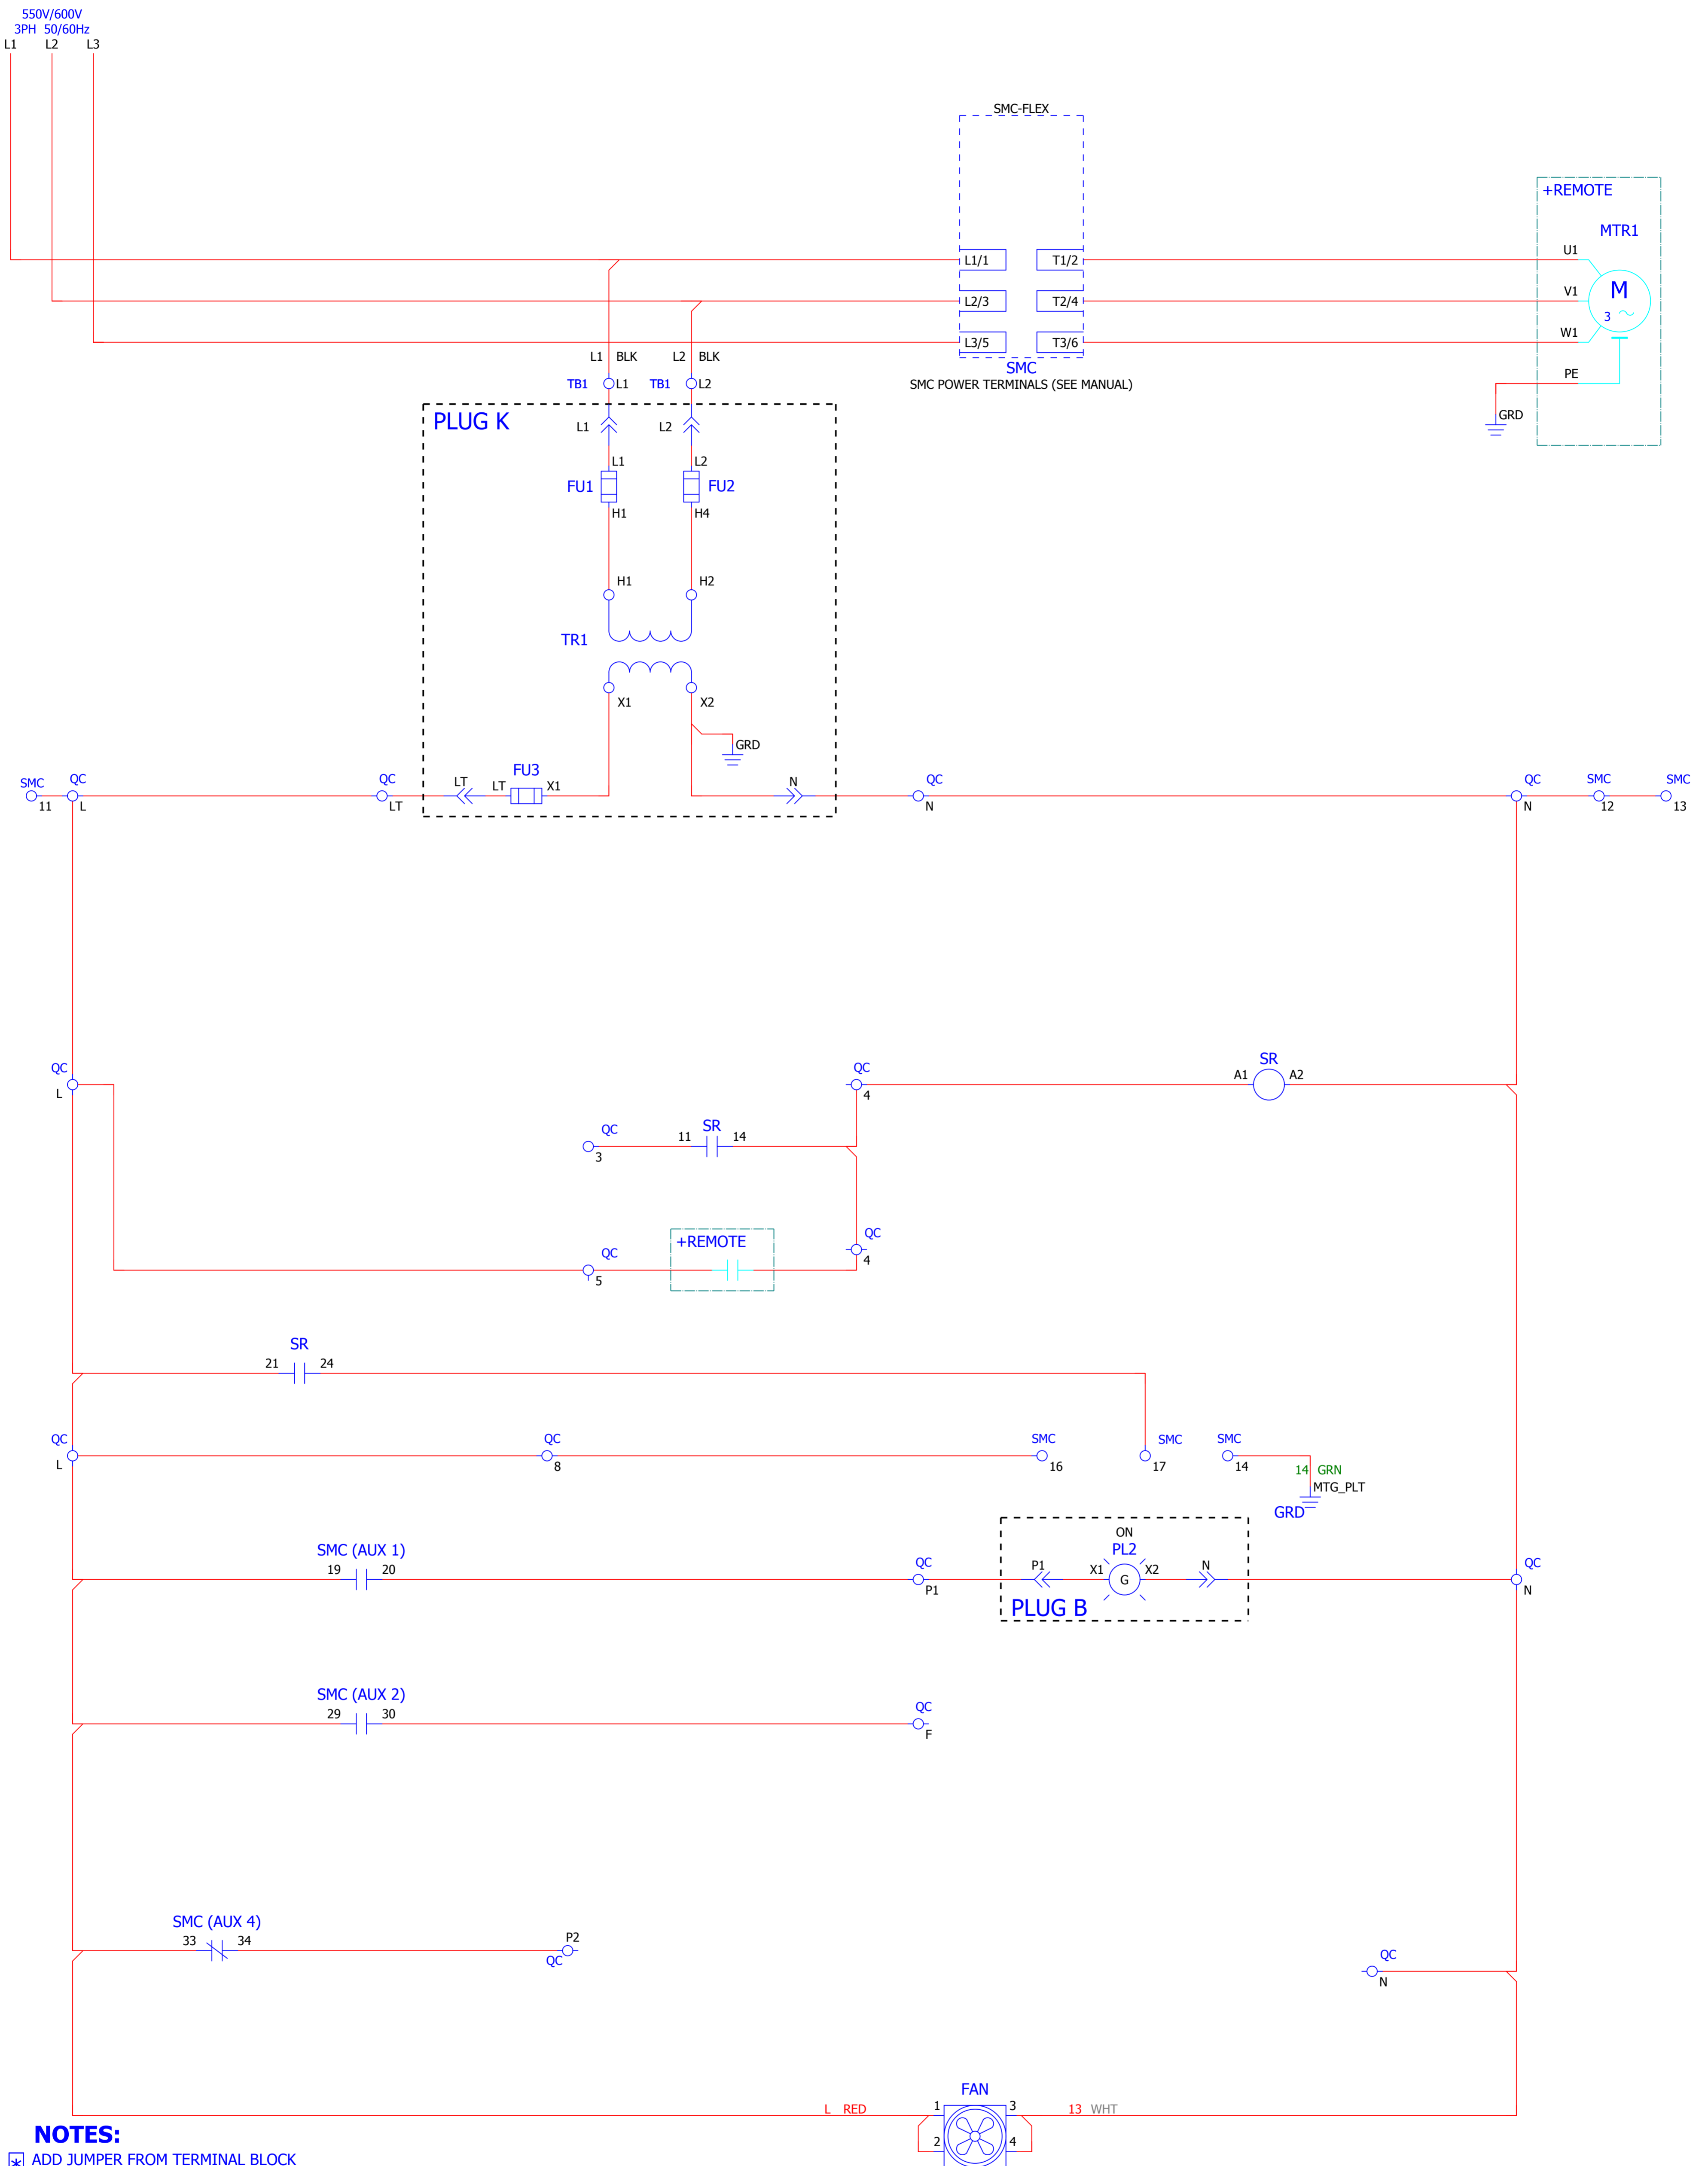 550V/600V
3PH 50/60Hz
L1 L2 L3
SMC-FLEX
+REMOTE
MTR1
L1/1 T1/2 U1
L2/3 T2/4 V1
M
3
L3/5 T3/6 W1
SMC
SMC POWER TERMINALS (SEE MANUAL)
PE
GRD
L1 BLK L2 BLK
TB1 L1 TB1 L2
PLUG K
L1 L2
L1 L2
FU1 FU2
H1 H4
H1 H2
TR1
X1 X2
GRD
SMC QC QC LT LT FU3 X1 N QC QC SMC SMC
11 L LT N N 12 13
QC QC SR
L 4 A1 A2
QC SR
3 11 14
+REMOTE
QC QC
5 4
SR
21 24
QC QC SMC SMC SMC
L 8 16 17 14
14 GRN
MTG_PLT
GRD
SMC (AUX 1)
19 20
QC
P1
ON
PL2
P1 X1 G X2 N
PLUG B
QC
N
SMC (AUX 2)
29 30
QC
F
SMC (AUX 4)
33 34
P2
QC
QC
N
FAN
L RED 1 3 13 WHT
2 4
NOTES:
* ADD JUMPER FROM TERMINAL BLOCK